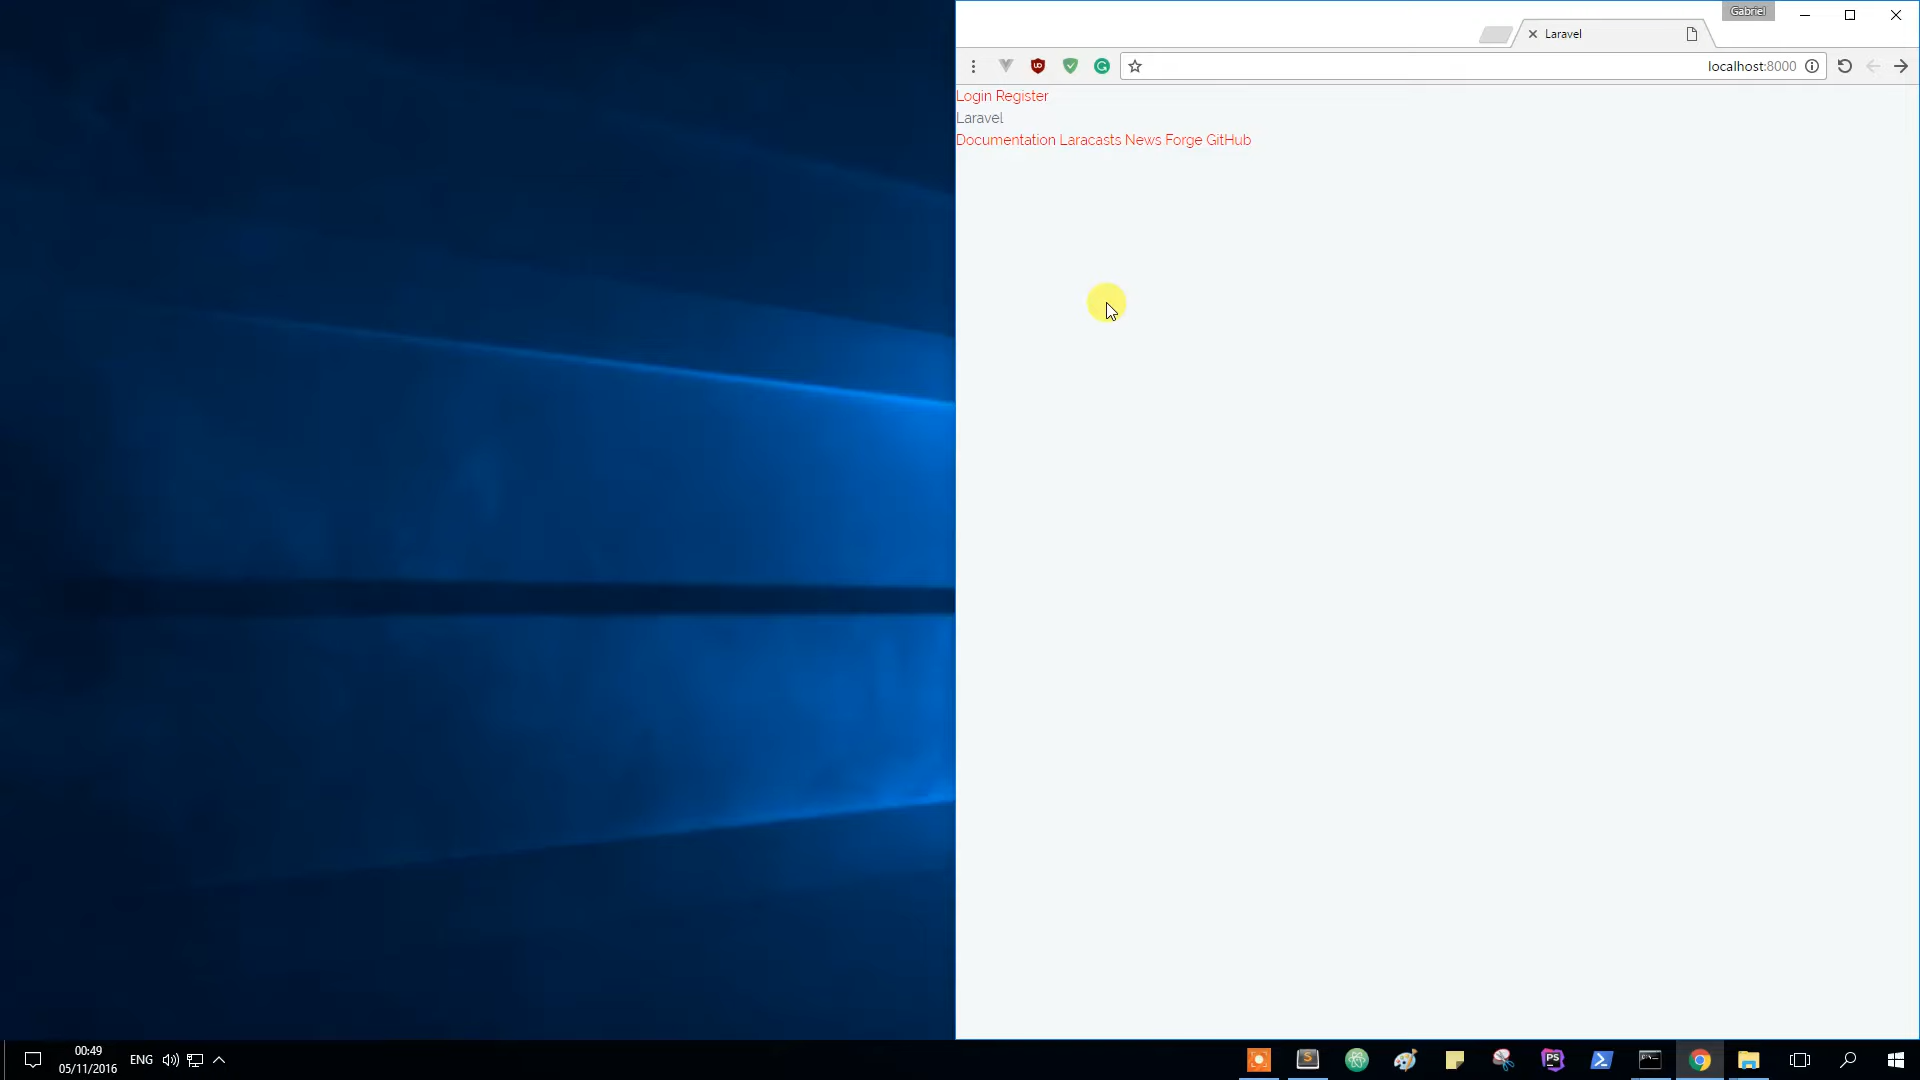 Gabriel
Laravel
localhost:8000
Login Register
Laravel
Documentation Laracasts News Forge GitHub
00:49
05/11/2016
ENG